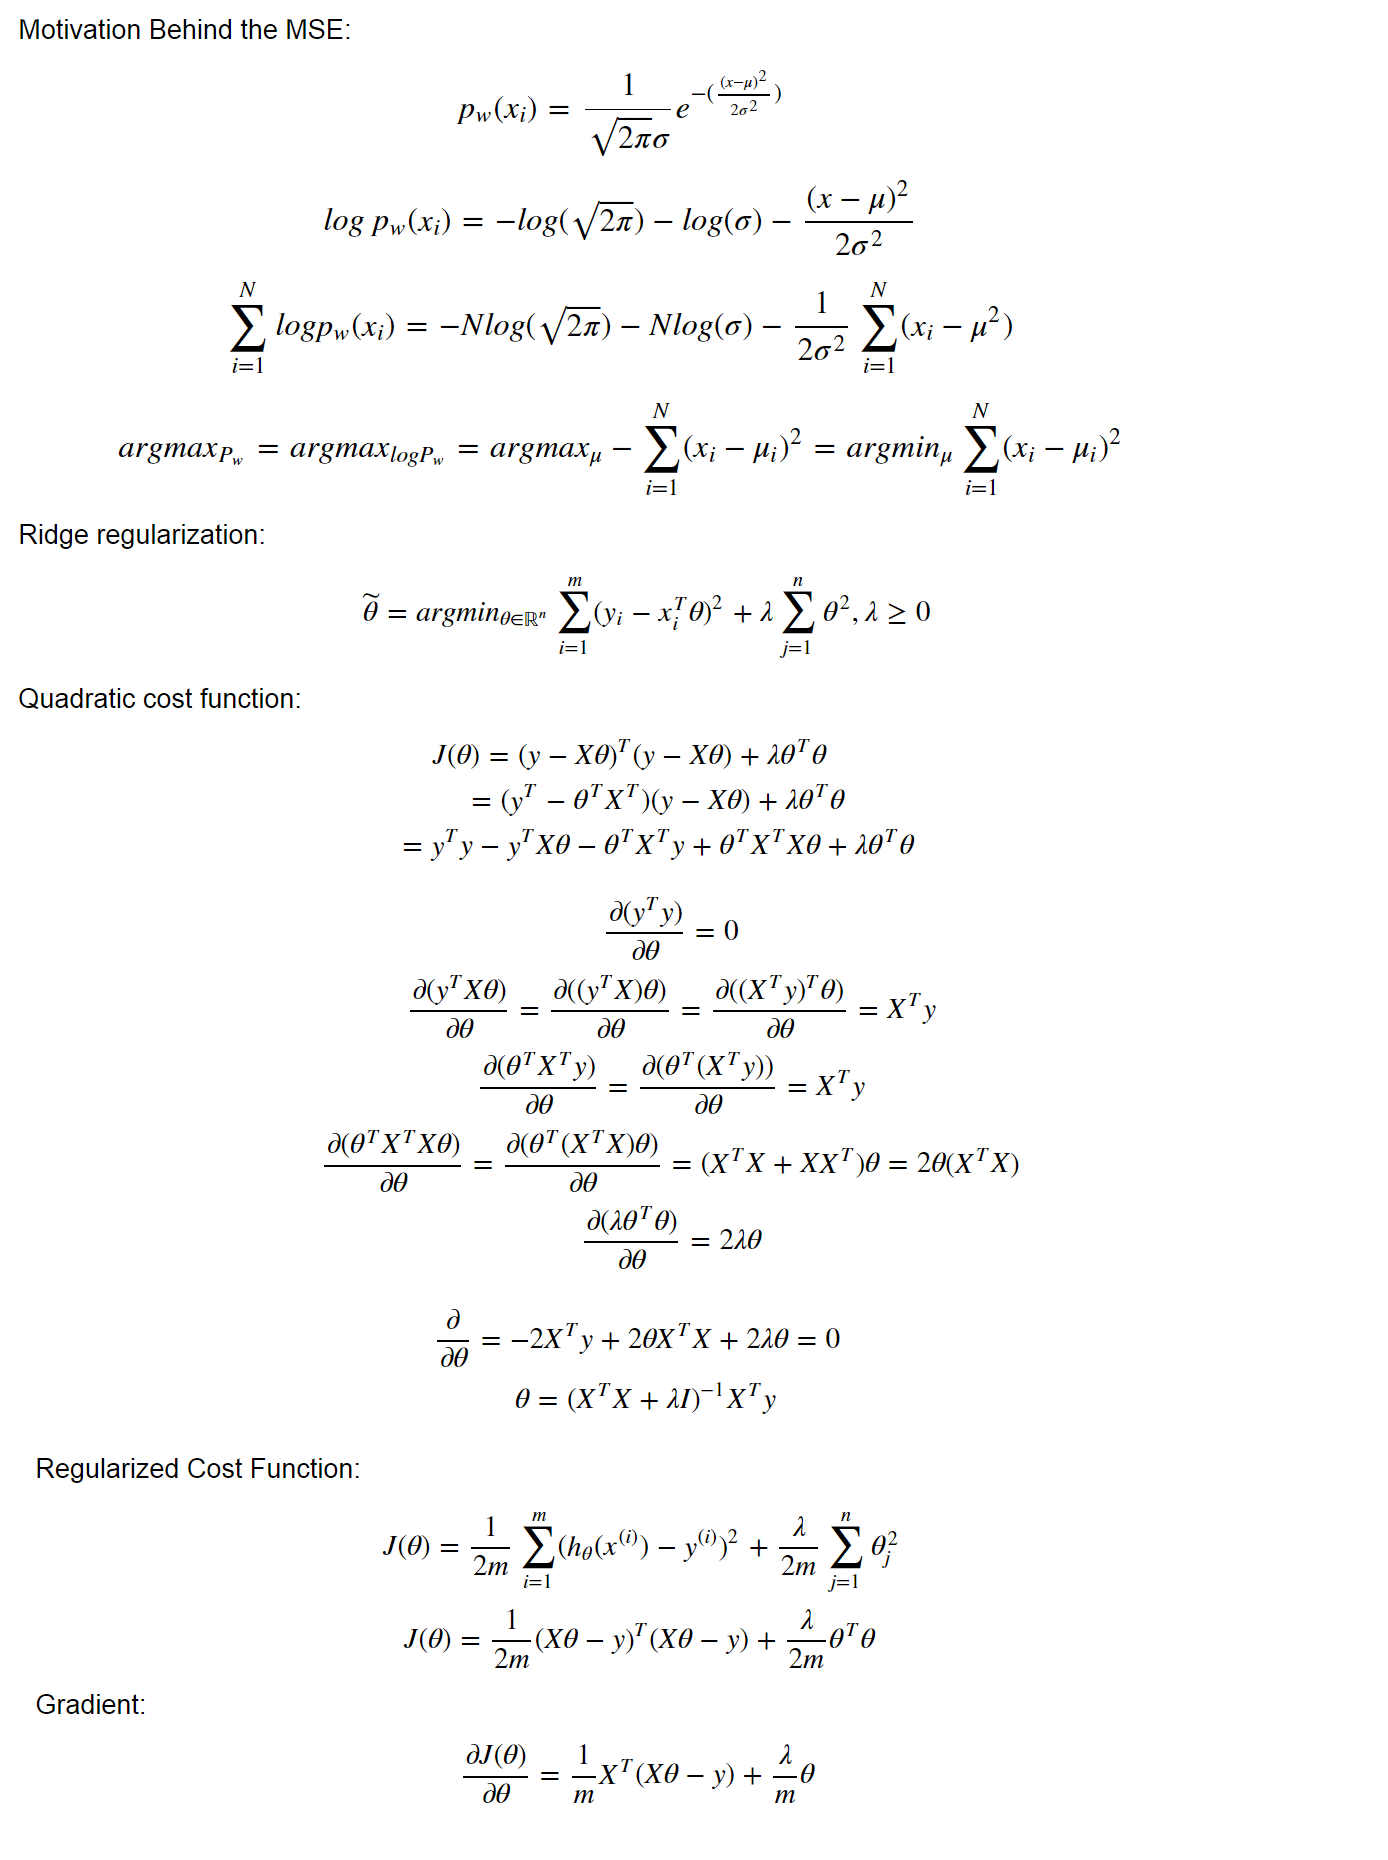 Motivation Behind the MSE:
$p_w(x_i) = \frac{1}{\sqrt{2\pi}\sigma} e^{-(\frac{(x-\mu)^2}{2\sigma^2})}$
$log\, p_w(x_i) = -log(\sqrt{2\pi}) - log(\sigma) - \frac{(x-\mu)^2}{2\sigma^2}$
$\sum_{i=1}^{N} logp_w(x_i) = -Nlog(\sqrt{2\pi}) - Nlog(\sigma) - \frac{1}{2\sigma^2} \sum_{i=1}^{N} (x_i - \mu^2)$
$argmax_{P_w} = argmax_{logP_w} = argmax_\mu - \sum_{i=1}^{N} (x_i - \mu_i)^2 = argmin_\mu \sum_{i=1}^{N} (x_i - \mu_i)^2$
Ridge regularization:
$\widetilde{\theta} = argmin_{\theta \in \mathbb{R}^n} \sum_{i=1}^{m} (y_i - x_i^T \theta)^2 + \lambda \sum_{j=1}^{n} \theta^2, \lambda \geq 0$
Quadratic cost function:
$J(\theta) = (y - X\theta)^T (y - X\theta) + \lambda\theta^T\theta$
$= (y^T - \theta^T X^T)(y - X\theta) + \lambda\theta^T\theta$
$= y^T y - y^T X\theta - \theta^T X^T y + \theta^T X^T X\theta + \lambda\theta^T\theta$
$\frac{\partial(y^T y)}{\partial\theta} = 0$
$\frac{\partial(y^T X\theta)}{\partial\theta} = \frac{\partial((y^T X)\theta)}{\partial\theta} = \frac{\partial((X^T y)^T \theta)}{\partial\theta} = X^T y$
$\frac{\partial(\theta^T X^T y)}{\partial\theta} = \frac{\partial(\theta^T (X^T y))}{\partial\theta} = X^T y$
$\frac{\partial(\theta^T X^T X\theta)}{\partial\theta} = \frac{\partial(\theta^T (X^T X)\theta)}{\partial\theta} = (X^T X + XX^T)\theta = 2\theta(X^T X)$
$\frac{\partial(\lambda\theta^T\theta)}{\partial\theta} = 2\lambda\theta$
$\frac{\partial}{\partial\theta} = -2X^T y + 2\theta X^T X + 2\lambda\theta = 0$
$\theta = (X^T X + \lambda I)^{-1} X^T y$
Regularized Cost Function:
$J(\theta) = \frac{1}{2m} \sum_{i=1}^{m} (h_\theta(x^{(i)}) - y^{(i)})^2 + \frac{\lambda}{2m} \sum_{j=1}^{n} \theta_j^2$
$J(\theta) = \frac{1}{2m} (X\theta - y)^T (X\theta - y) + \frac{\lambda}{2m} \theta^T\theta$
Gradient:
$\frac{\partial J(\theta)}{\partial\theta} = \frac{1}{m} X^T (X\theta - y) + \frac{\lambda}{m} \theta$